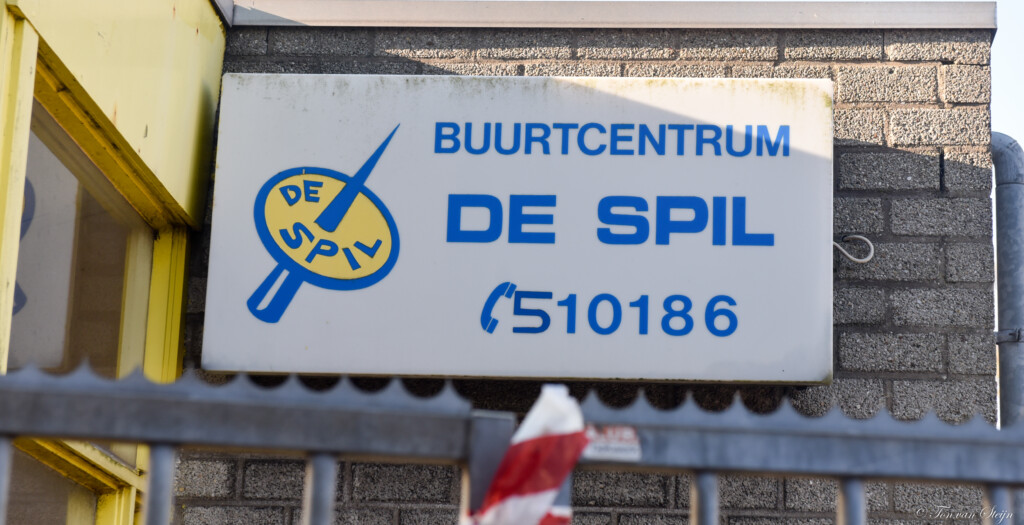 BUURTCENTRUM
DE SPIL
DE
SPIL
510186
© Ton van Steijn